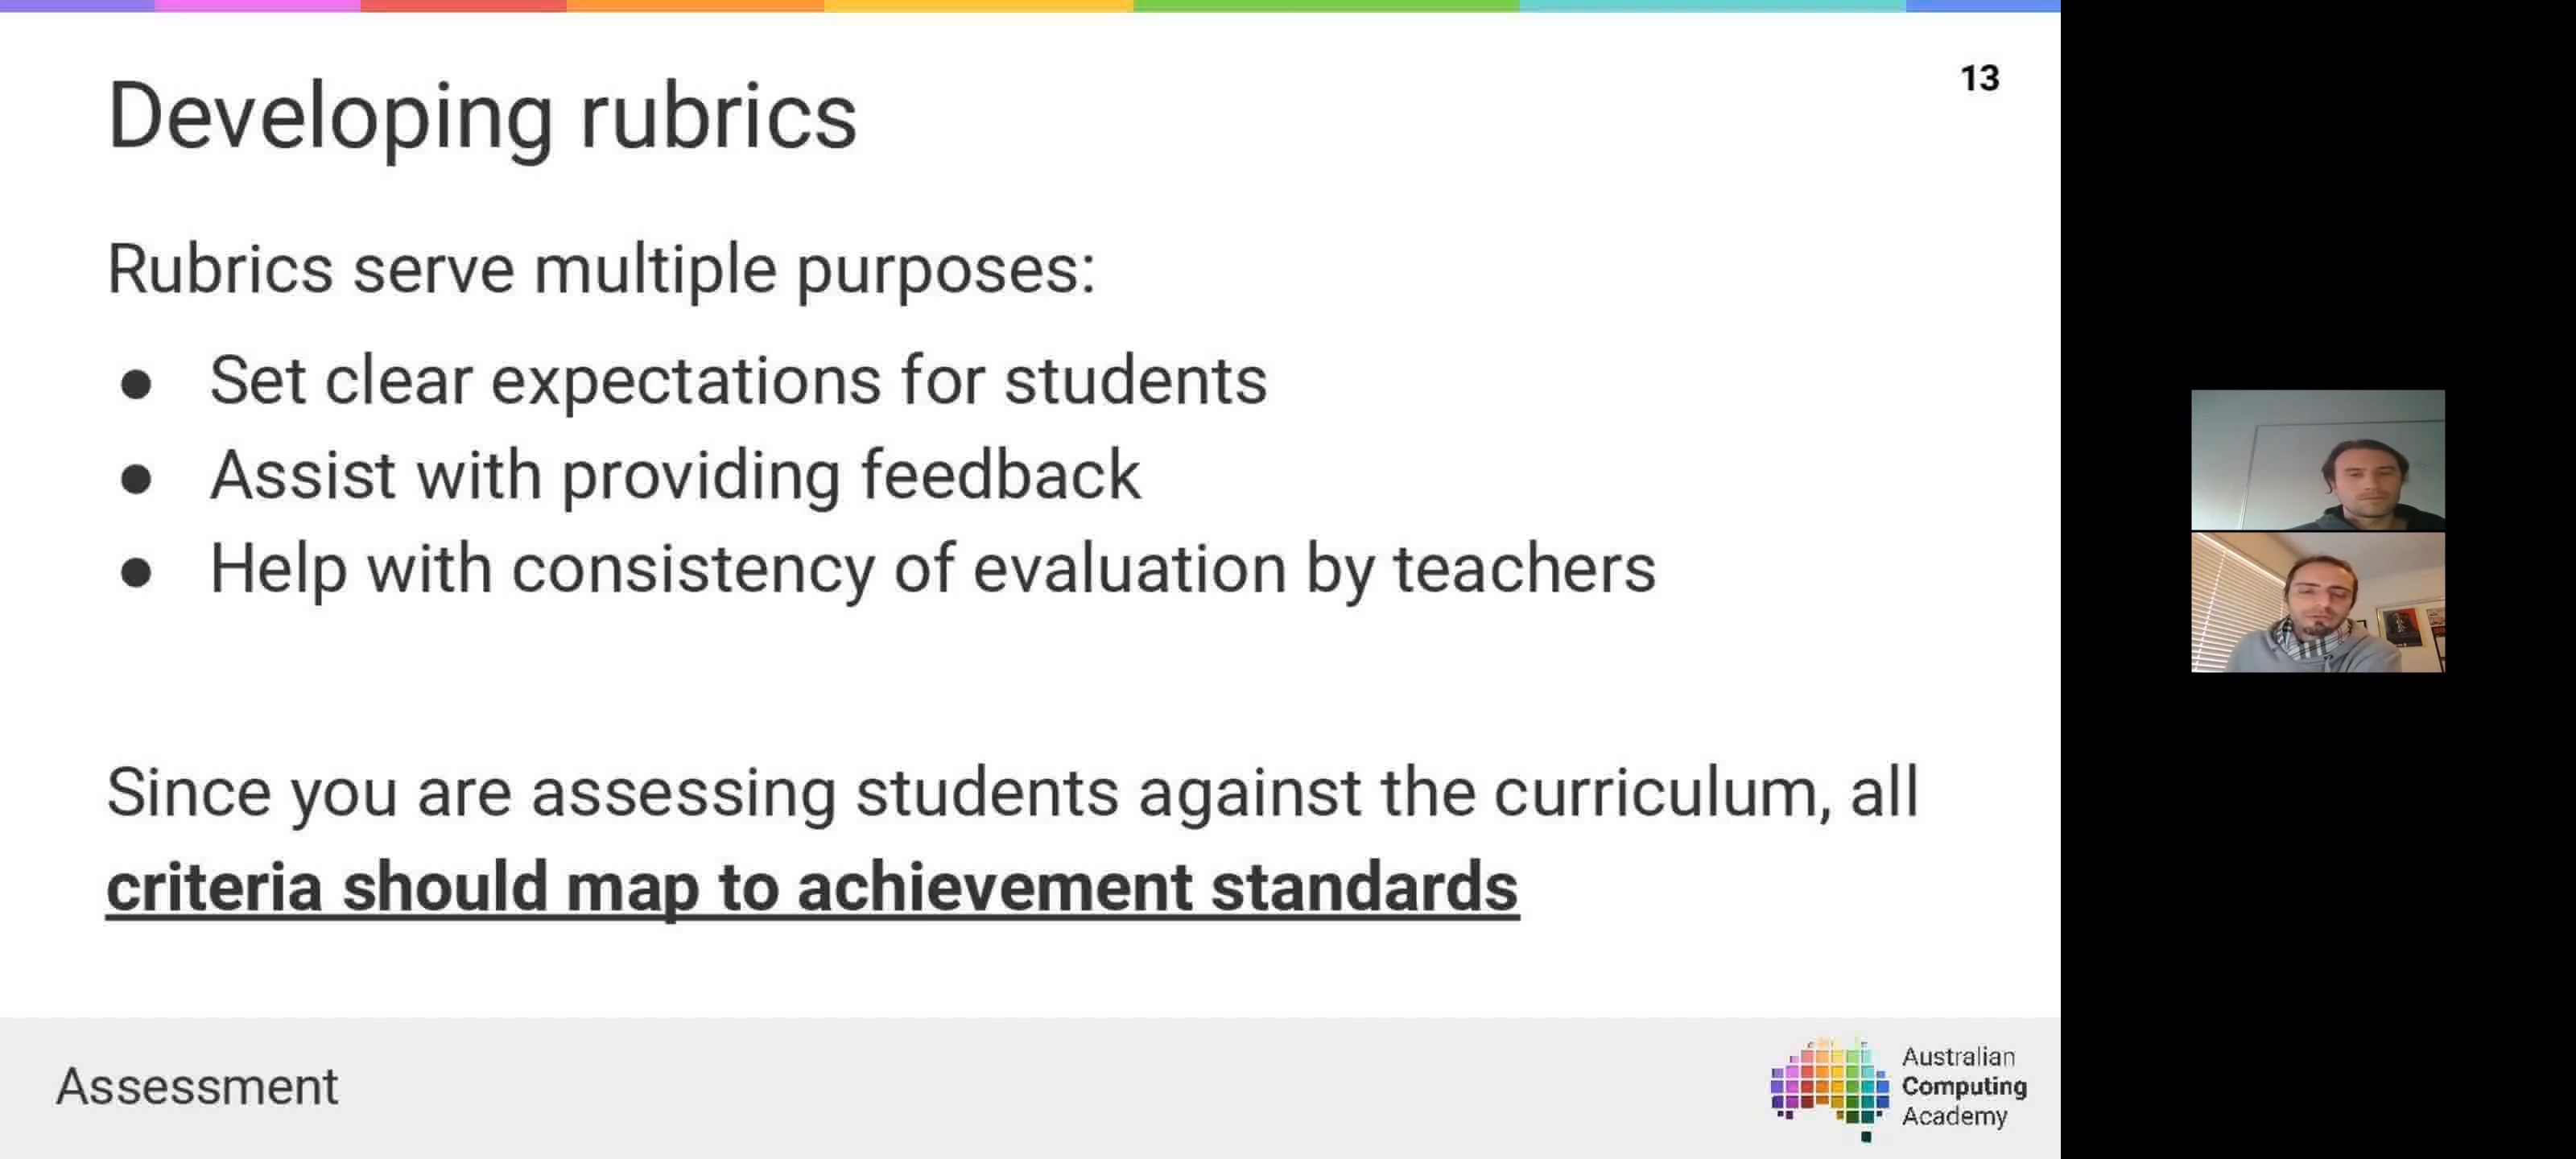 13
Developing rubrics
Rubrics serve multiple purposes:
● Set clear expectations for students
● Assist with providing feedback
● Help with consistency of evaluation by teachers
Since you are assessing students against the curriculum, all
criteria should map to achievement standards
Assessment
Australian
Computing
Academy